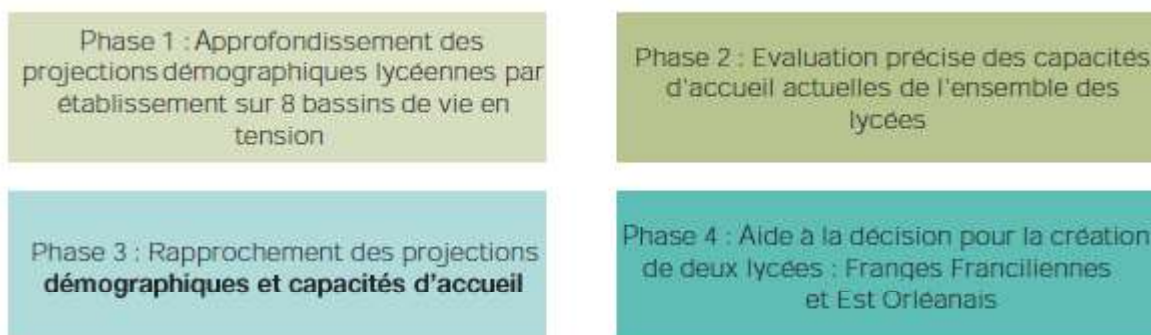 Phase 1 : Approfondissement des
projections démographiques lycéennes par
établissement sur 8 bassins de vie en
tension
Phase 2 : Evaluation précise des capacités
d'accueil actuelles de l'ensemble des
lycées
Phase 3 : Rapprochement des projections
démographiques et capacités d'accueil
Phase 4 : Aide à la décision pour la création
de deux lycées : Franges Franciliennes
et Est Orléanais